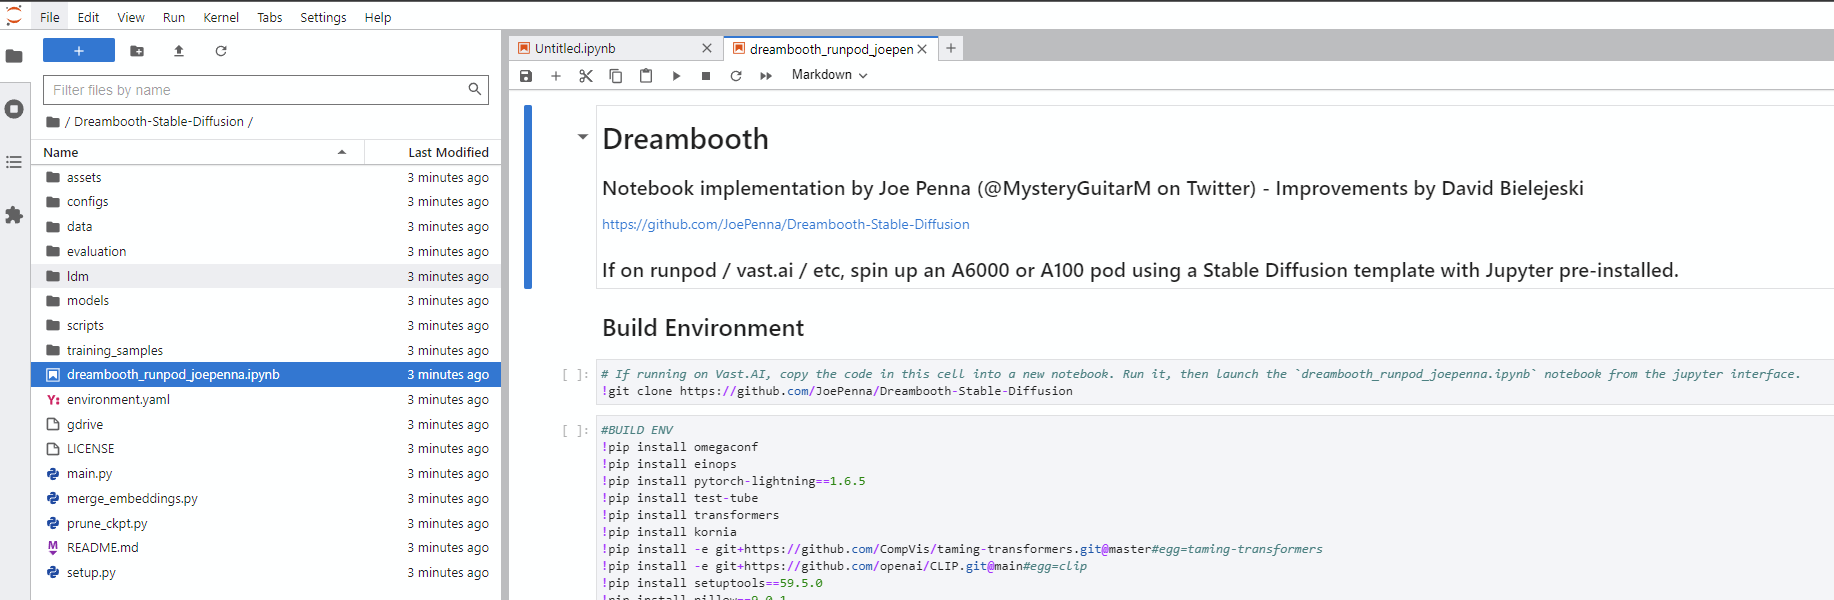 File Edit View Run Kernel Tabs Settings Help
Filter files by name
/ Dreambooth-Stable-Diffusion /
Name Last Modified
assets 3 minutes ago
configs 3 minutes ago
data 3 minutes ago
evaluation 3 minutes ago
ldm 3 minutes ago
models 3 minutes ago
scripts 3 minutes ago
training_samples 3 minutes ago
dreambooth_runpod_joepenna.ipynb 3 minutes ago
environment.yaml 3 minutes ago
gdrive 3 minutes ago
LICENSE 3 minutes ago
main.py 3 minutes ago
merge_embeddings.py 3 minutes ago
prune_ckpt.py 3 minutes ago
README.md 3 minutes ago
setup.py 3 minutes ago
Untitled.ipynb dreambooth_runpod_joepen
Markdown
Dreambooth
Notebook implementation by Joe Penna (@MysteryGuitarM on Twitter) - Improvements by David Bielejeski
https://github.com/JoePenna/Dreambooth-Stable-Diffusion
If on runpod / vast.ai / etc, spin up an A6000 or A100 pod using a Stable Diffusion template with Jupyter pre-installed.
Build Environment
[ ]: # If running on Vast.AI, copy the code in this cell into a new notebook. Run it, then launch the `dreambooth_runpod_joepenna.ipynb` notebook from the jupyter interface.
!git clone https://github.com/JoePenna/Dreambooth-Stable-Diffusion
[ ]: #BUILD ENV
!pip install omegaconf
!pip install einops
!pip install pytorch-lightning==1.6.5
!pip install test-tube
!pip install transformers
!pip install kornia
!pip install -e git+https://github.com/CompVis/taming-transformers.git@master#egg=taming-transformers
!pip install -e git+https://github.com/openai/CLIP.git@main#egg=clip
!pip install setuptools==59.5.0
!pip install pillow==9.0.1